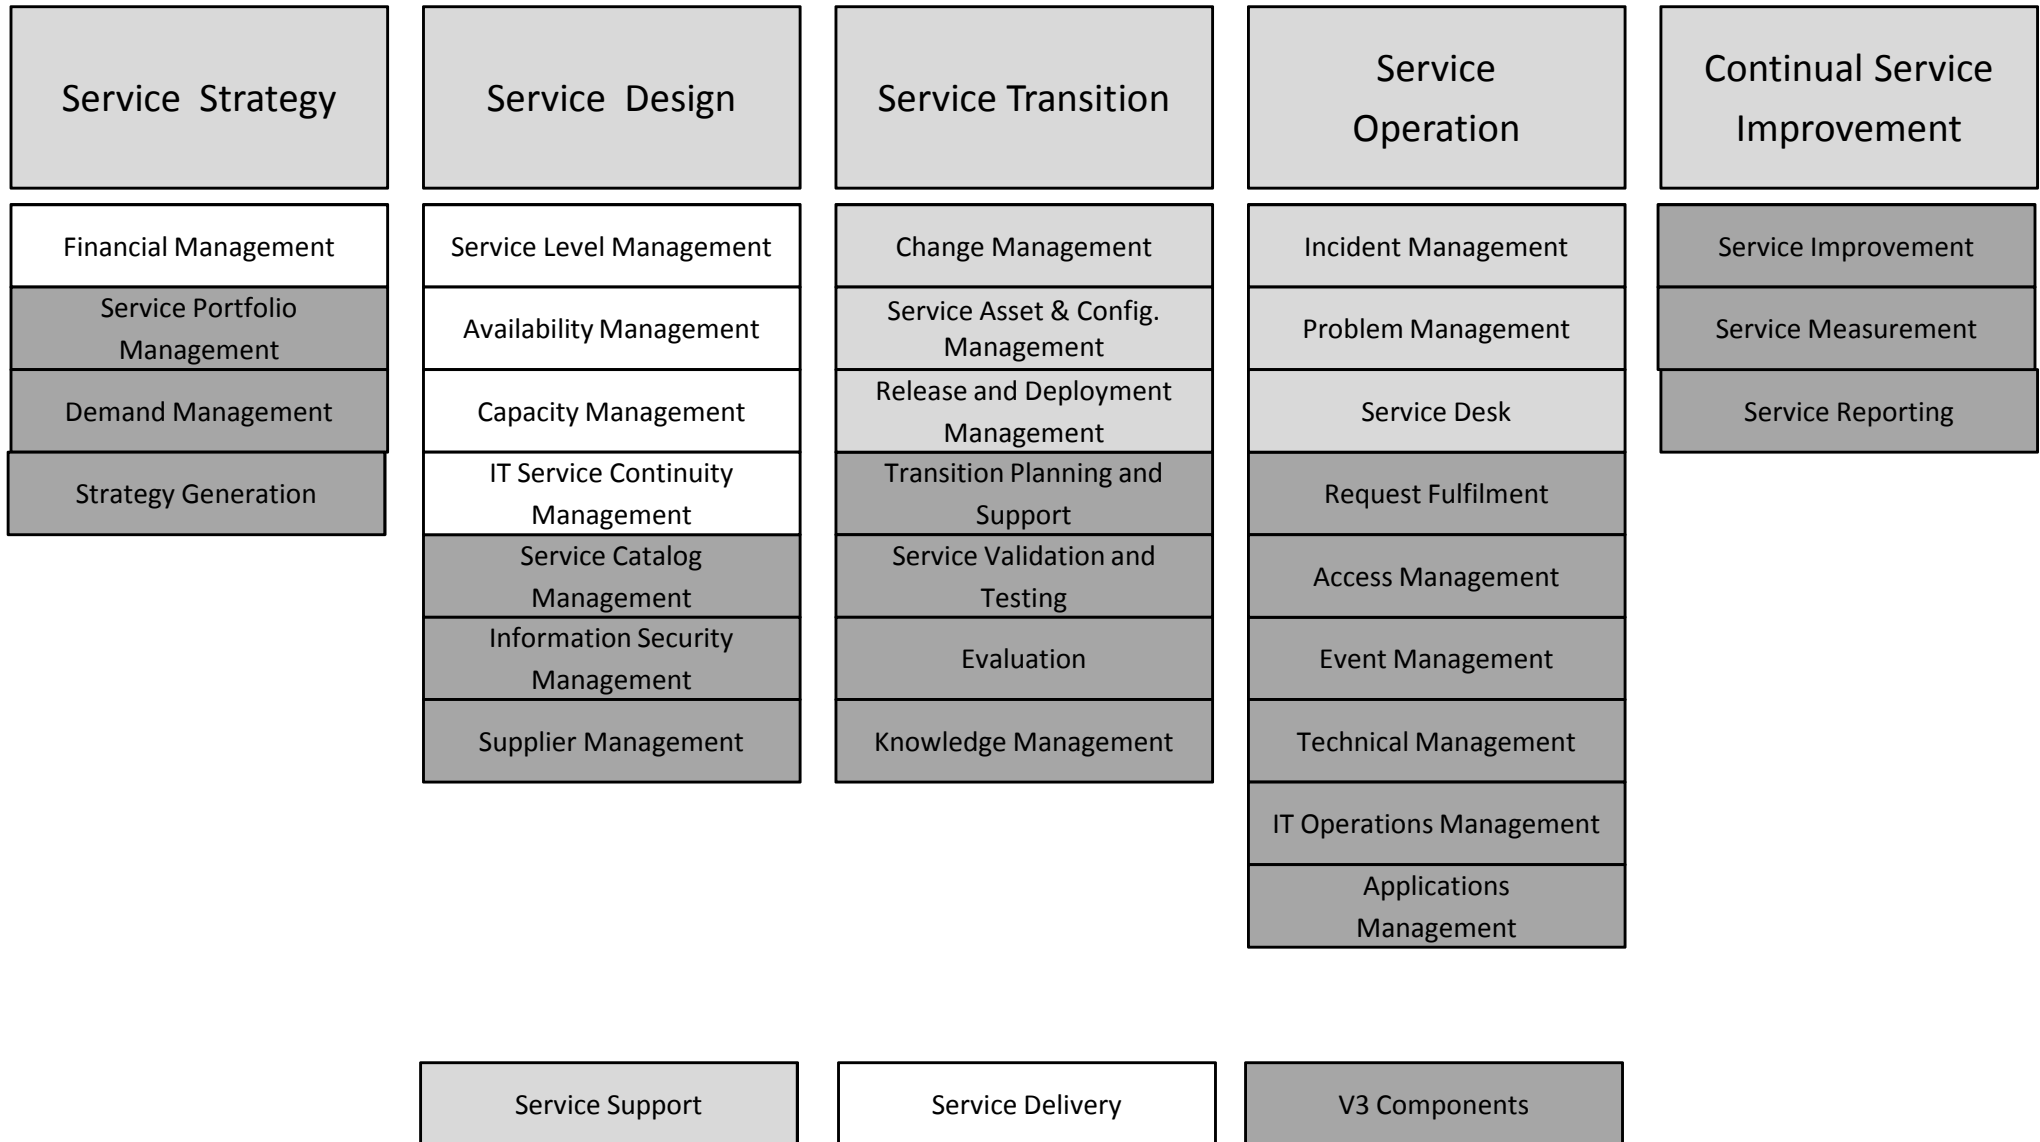 Service Strategy
Service Design
Service Transition
Service
Operation
Continual Service
Improvement
Financial Management
Service Portfolio
Management
Demand Management
Strategy Generation
Service Level Management
Availability Management
Capacity Management
IT Service Continuity
Management
Service Catalog
Management
Information Security
Management
Supplier Management
Change Management
Service Asset & Config.
Management
Release and Deployment
Management
Transition Planning and
Support
Service Validation and
Testing
Evaluation
Knowledge Management
Incident Management
Problem Management
Service Desk
Request Fulfilment
Access Management
Event Management
Technical Management
IT Operations Management
Applications
Management
Service Improvement
Service Measurement
Service Reporting
Service Support
Service Delivery
V3 Components